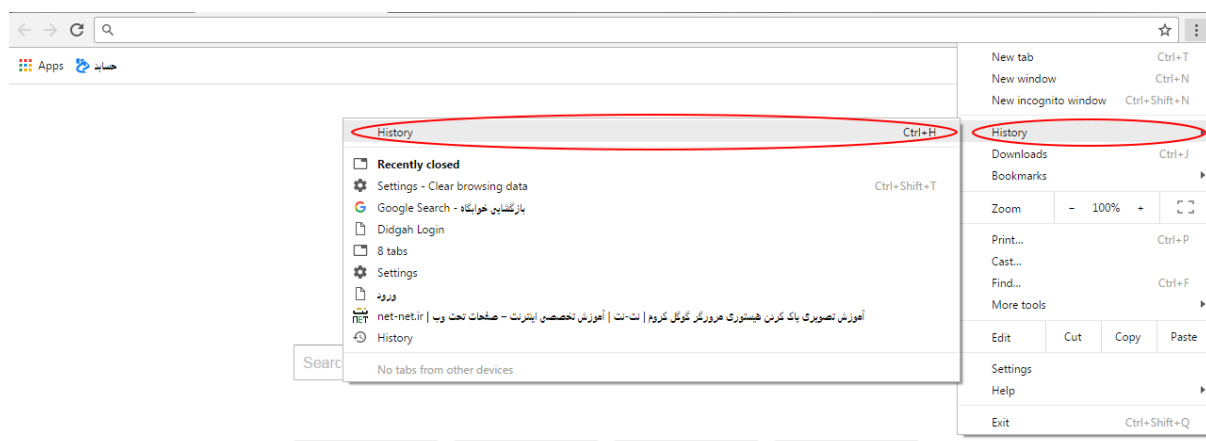 Apps حساید
New tab Ctrl+T
New window Ctrl+N
New incognito window Ctrl+Shift+N
History
Downloads Ctrl+J
Bookmarks
Zoom - 100% +
Print... Ctrl+P
Cast...
Find... Ctrl+F
More tools
Edit Cut Copy Paste
Settings
Help
Exit Ctrl+Shift+Q
History Ctrl+H
Recently closed
Settings - Clear browsing data Ctrl+Shift+T
بازگشایی خوابگاه - Google Search
Didgah Login
8 tabs
Settings
ورود
آموزش تصویری پاک کردن هیستوری مرورگر گوگل کروم | نت-نت | آموزش تخصصی اینترنت – صفحات تحت وب | net-net.ir
History
No tabs from other devices
Searc